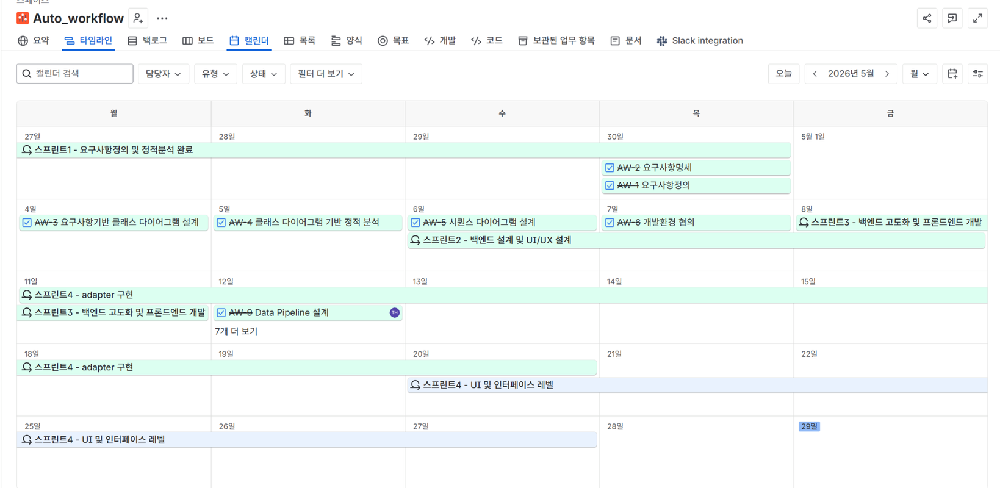 스페이스
Auto_workflow
요약 타임라인 백로그 보드 캘린더 목록 양식 목표 개발 코드 보관된 업무 항목 문서 Slack integration
캘린더 검색 담당자 유형 상태 필터 더 보기 오늘 2026년 5월 월
월 화 수 목 금
27일 28일 29일 30일 5월 1일
스프린트1 - 요구사항정의 및 정적분석 완료
AW-2 요구사항명세
AW-1 요구사항정의
4일 5일 6일 7일 8일
AW-3 요구사항기반 클래스 다이어그램 설계 AW-4 클래스 다이어그램 기반 정적 분석 AW-5 시퀀스 다이어그램 설계 AW-6 개발환경 협의 스프린트3 - 백엔드 고도화 및 프론드엔드 개발
스프린트2 - 백엔드 설계 및 UI/UX 설계
11일 12일 13일 14일 15일
스프린트4 - adapter 구현
스프린트3 - 백엔드 고도화 및 프론드엔드 개발 AW-9 Data Pipeline 설계 TH
7개 더 보기
18일 19일 20일 21일 22일
스프린트4 - adapter 구현
스프린트4 - UI 및 인터페이스 레벨
25일 26일 27일 28일 29일
스프린트4 - UI 및 인터페이스 레벨